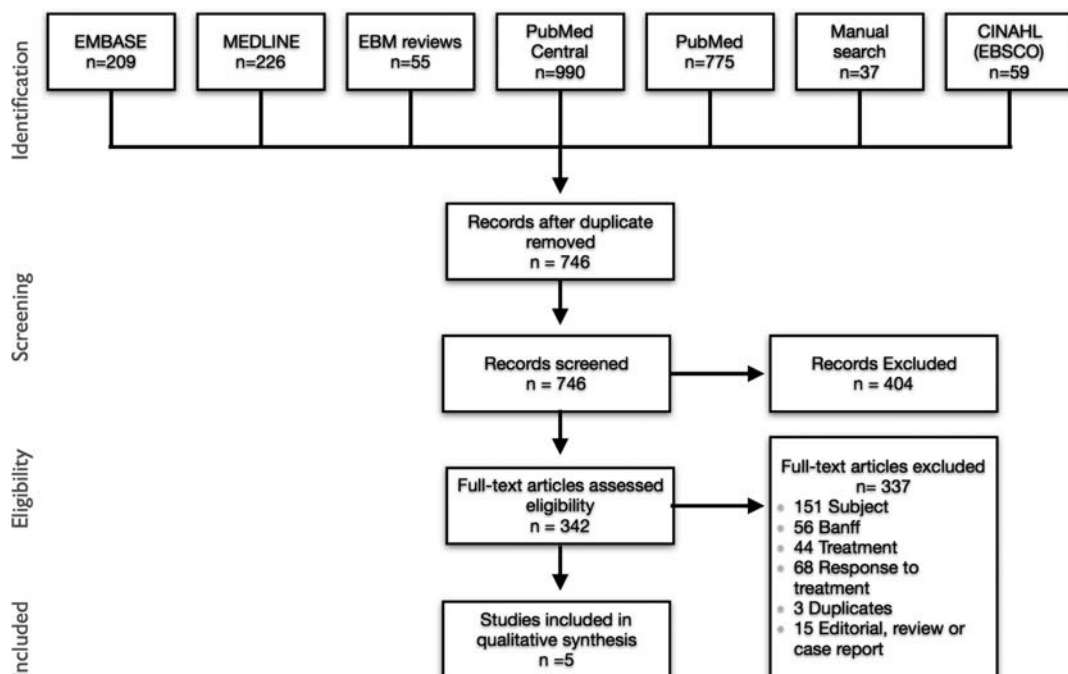 EMBASE
n=209
MEDLINE
n=226
EBM reviews
n=55
PubMed
Central
n=990
PubMed
n=775
Manual
search
n=37
CINAHL
(EBSCO)
n=59
Identification
Records after duplicate
removed
n = 746
Screening
Records screened
n = 746
Records Excluded
n = 404
Eligibility
Full-text articles assessed
eligibility
n = 342
Full-text articles excluded
n= 337
151 Subject
56 Banff
44 Treatment
68 Response to
treatment
3 Duplicates
15 Editorial, review or
case report
ncluded
Studies included in
qualitative synthesis
n =5